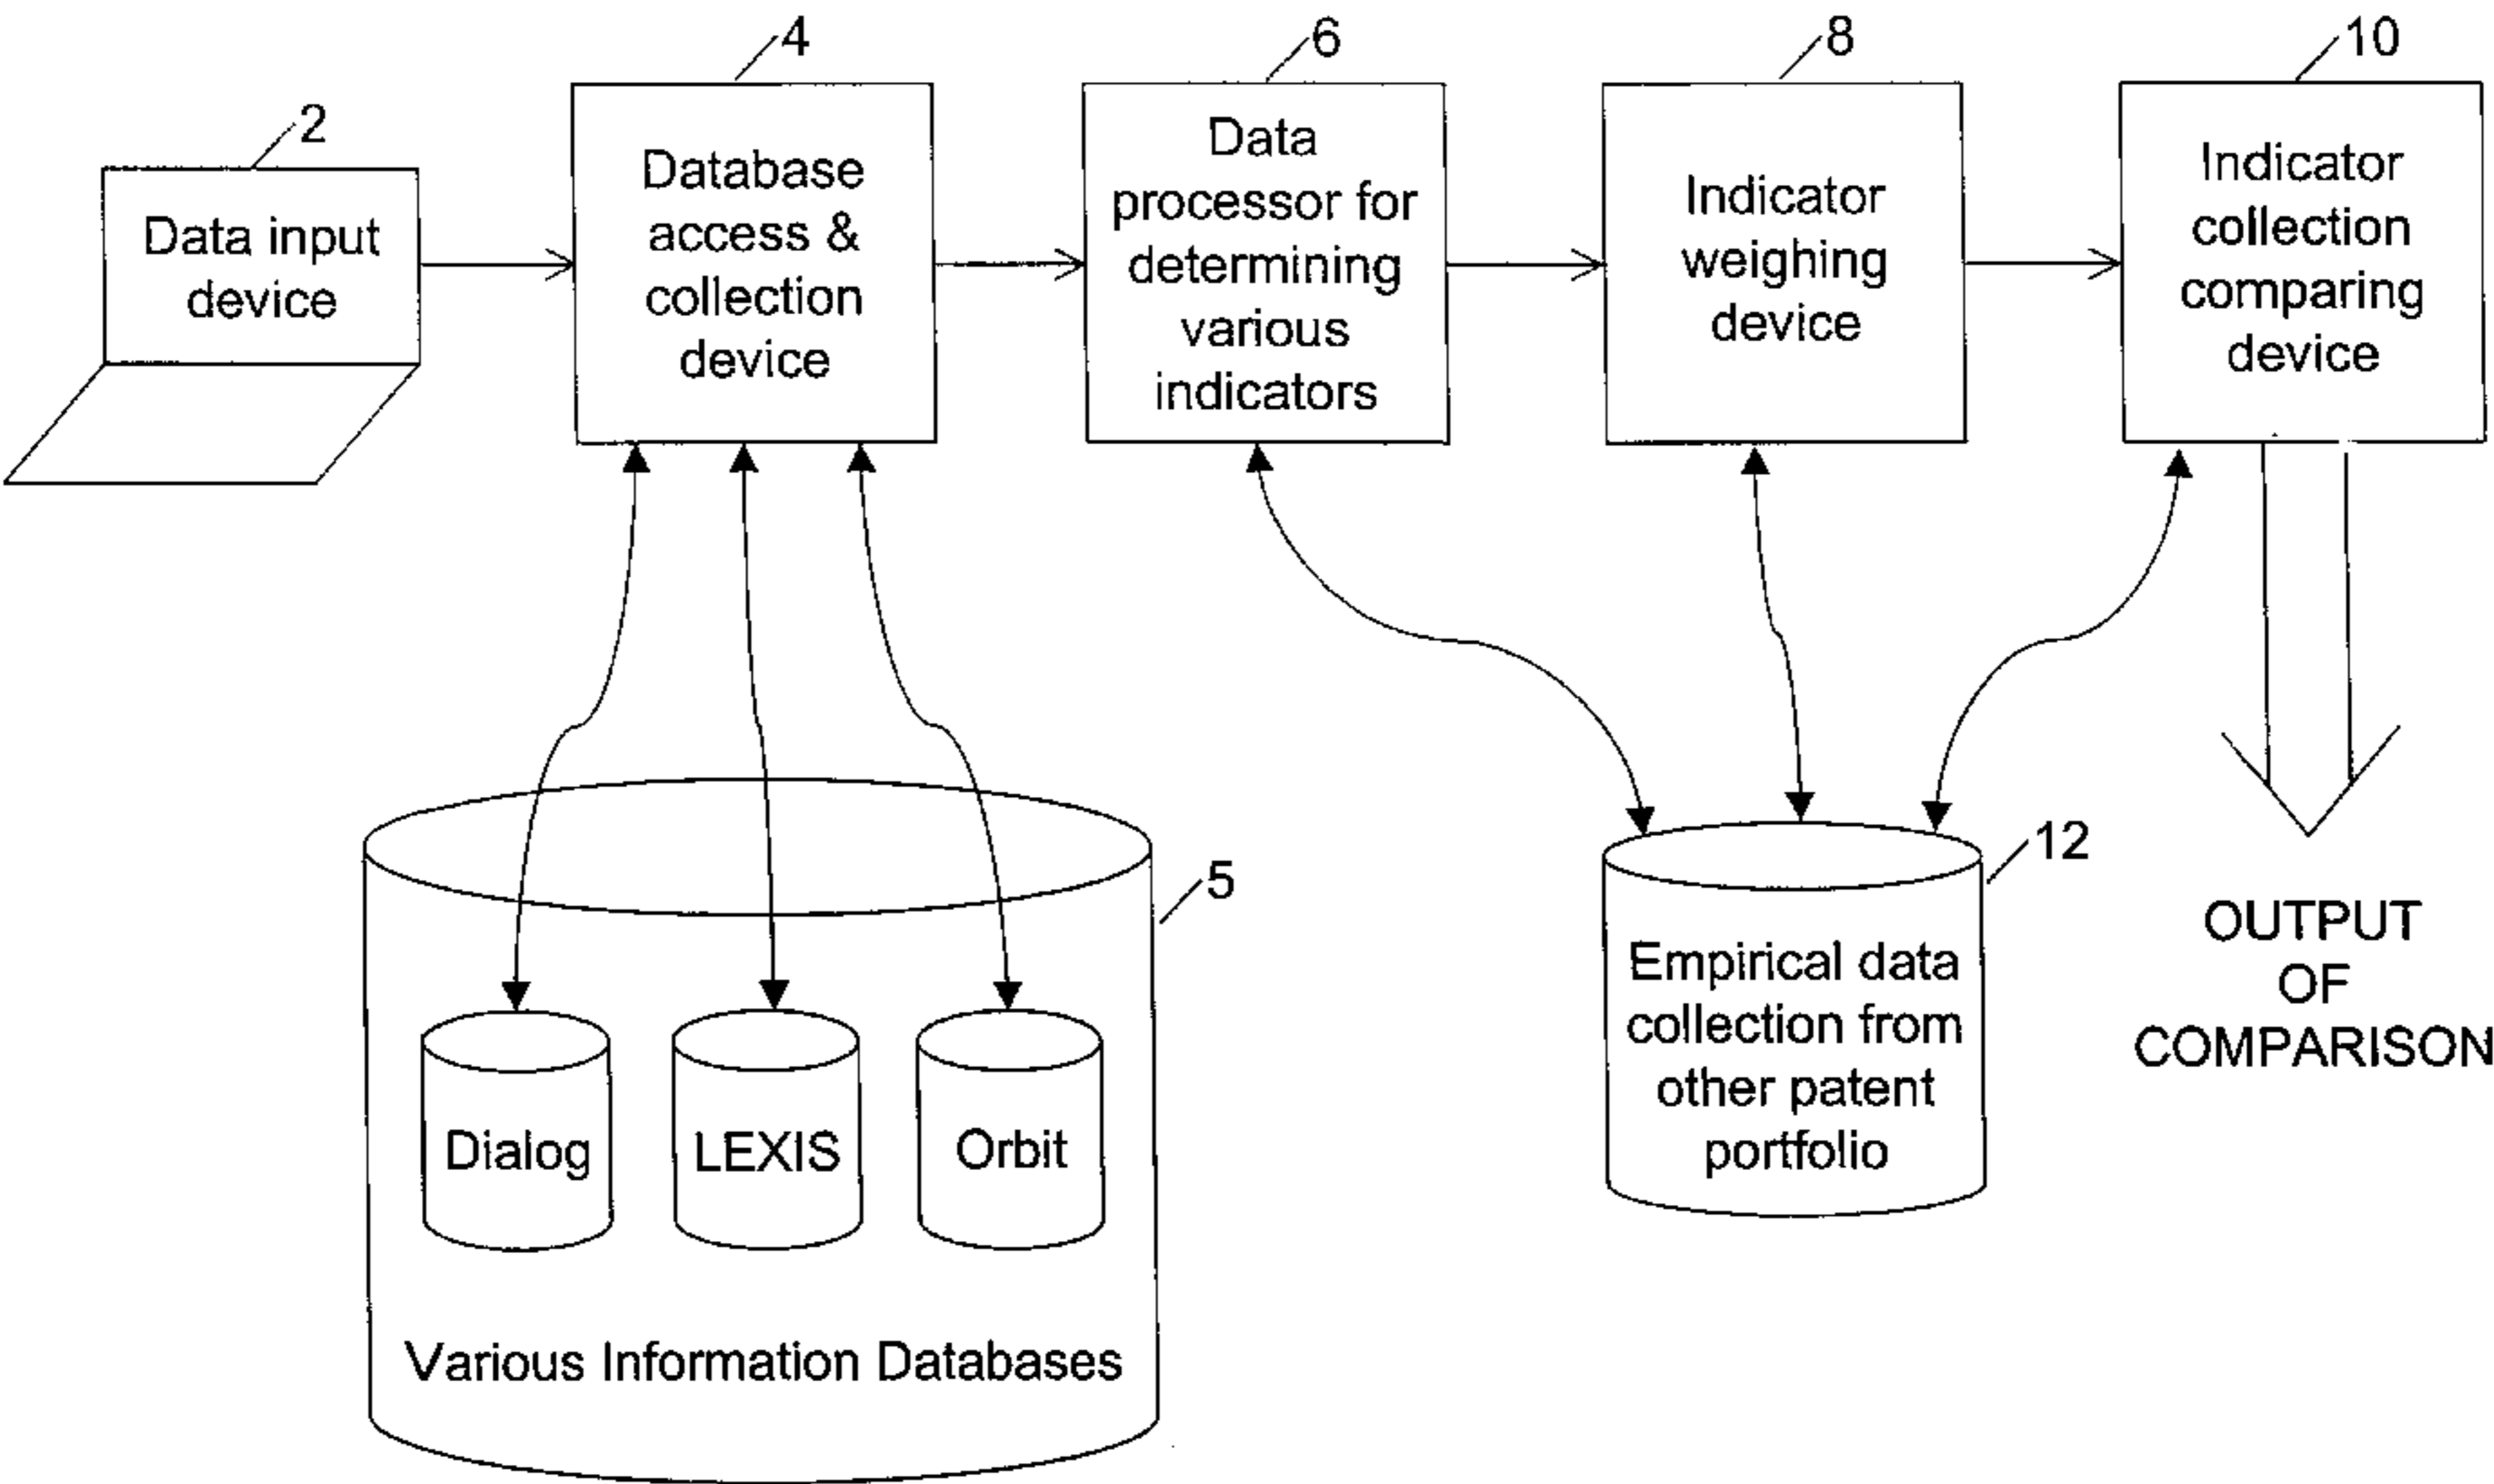 2
Data input
device
4
Database
access &
collection
device
6
Data
processor for
determining
various
indicators
8
Indicator
weighing
device
10
Indicator
collection
comparing
device
5
Dialog
LEXIS
Orbit
Various Information Databases
12
Empirical data
collection from
other patent
portfolio
OUTPUT
OF
COMPARISON